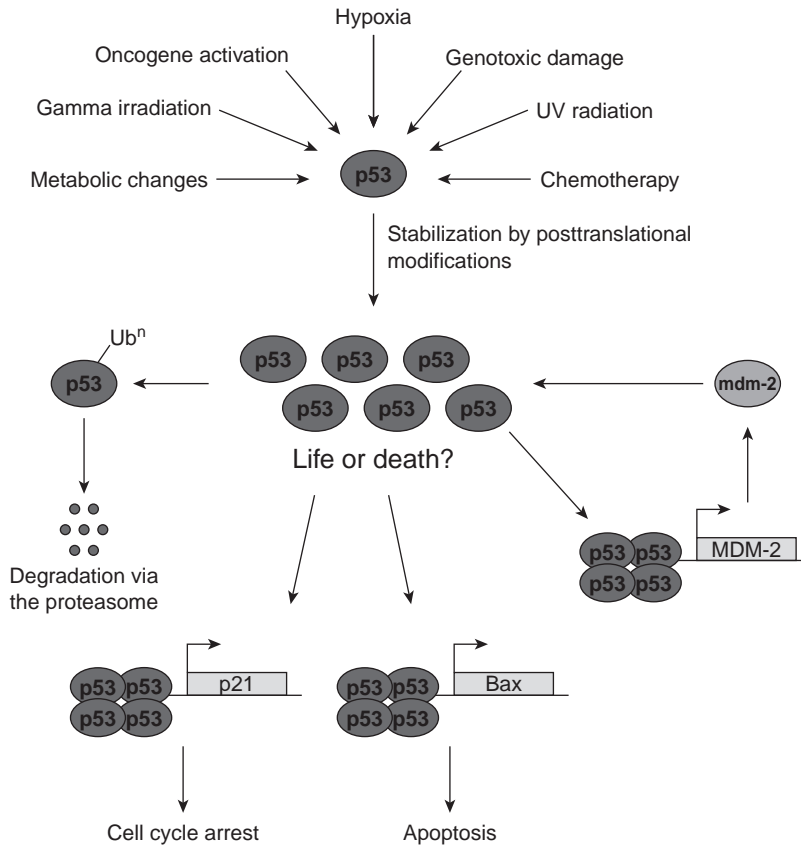 Hypoxia
Oncogene activation
Genotoxic damage
Gamma irradiation
UV radiation
Metabolic changes
p53
Chemotherapy
Stabilization by posttranslational
modifications
Ubⁿ
p53
p53 p53 p53
p53 p53 p53
mdm-2
Life or death?
p53 p53
p53 p53
MDM-2
Degradation via
the proteasome
p53 p53
p53 p53
p21
p53 p53
p53 p53
Bax
Cell cycle arrest
Apoptosis